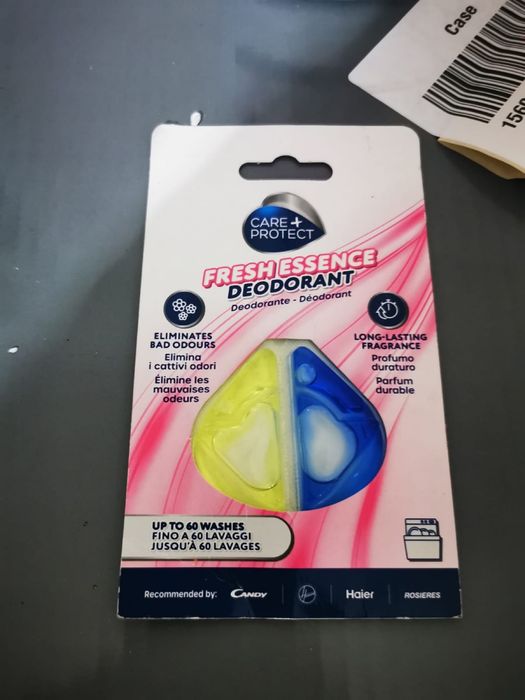 Case
156
CARE+
PROTECT
FRESH ESSENCE
DEODORANT
Deodorante - Déodorant
ELIMINATES
BAD ODOURS
Elimina
i cattivi odori
Élimine les
mauvaises
odeurs
LONG-LASTING
FRAGRANCE
Profumo
duraturo
Parfum
durable
UP TO 60 WASHES
FINO A 60 LAVAGGI
JUSQU'À 60 LAVAGES
Recommended by: CANDY Haier ROSIERES